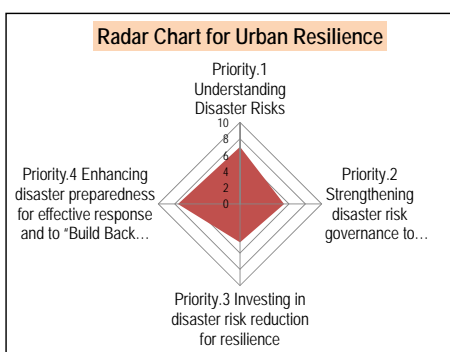 Radar Chart for Urban Resilience
Priority.1
Understanding
Disaster Risks
10
8
6
4
2
0
Priority.2
Strengthening
disaster risk
governance to…
Priority.3 Investing in
disaster risk reduction
for resilience
Priority.4 Enhancing
disaster preparedness
for effective response
and to "Build Back…